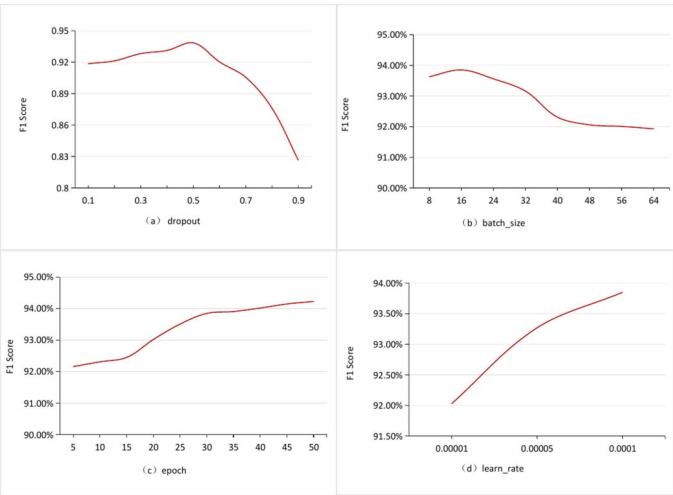 0.95
0.92
0.89
0.86
0.83
0.8
F1 Score
0.1 0.3 0.5 0.7 0.9
（a） dropout
95.00%
94.00%
93.00%
92.00%
91.00%
90.00%
F1 Score
8 16 24 32 40 48 56 64
（b）batch_size
95.00%
94.00%
93.00%
92.00%
91.00%
90.00%
F1 Score
5 10 15 20 25 30 35 40 45 50
（c）epoch
94.00%
93.50%
93.00%
92.50%
92.00%
91.50%
F1 Score
0.00001 0.00005 0.0001
（d）learn_rate